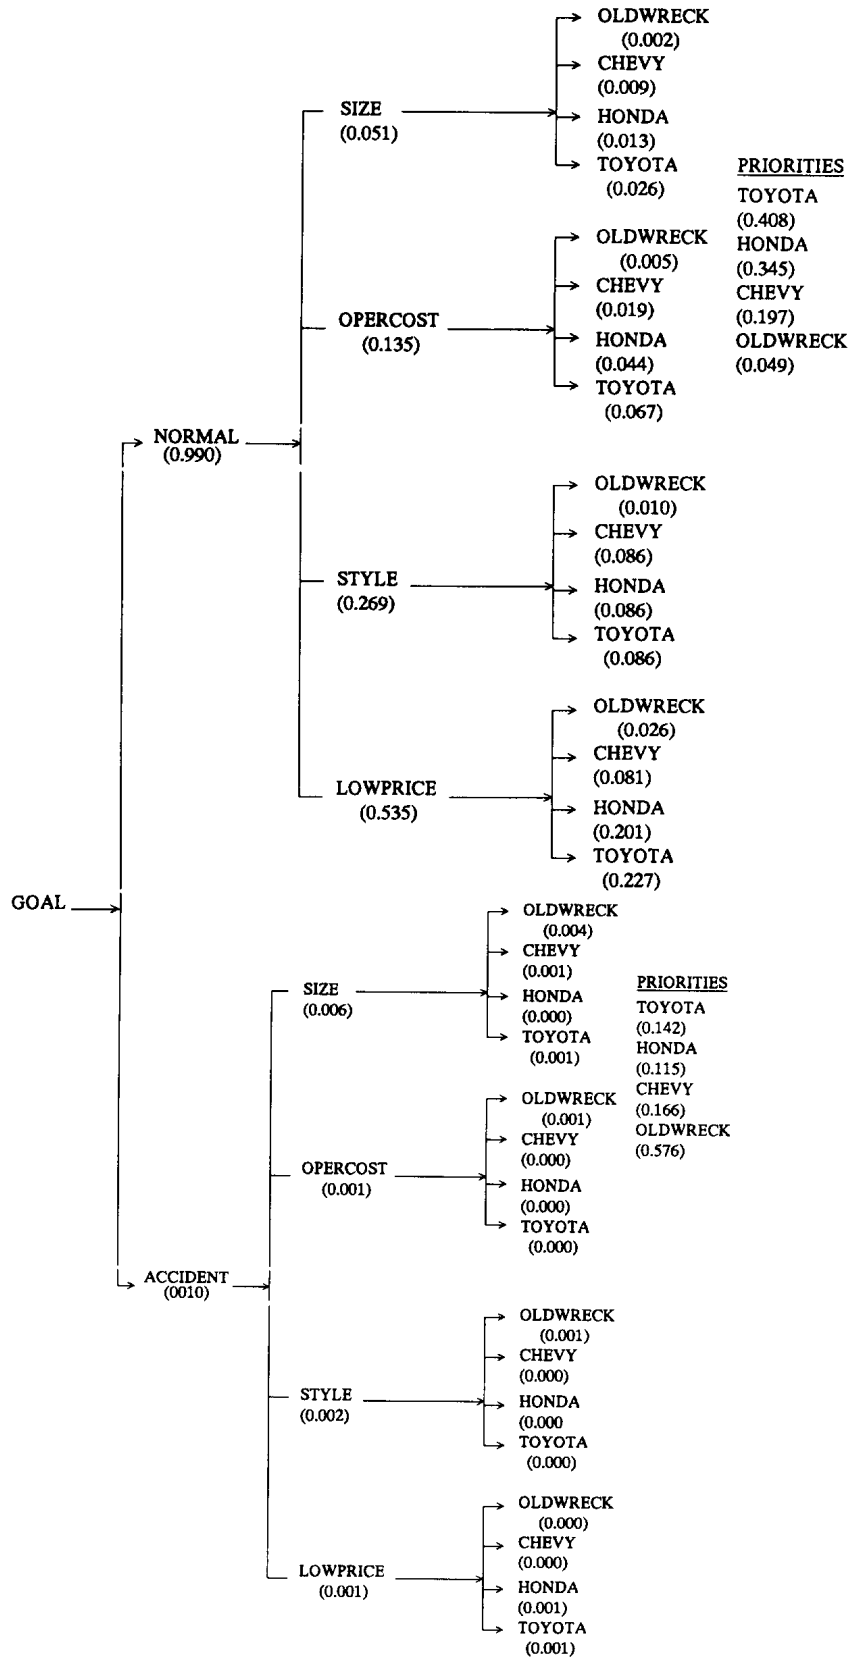 OLDWRECK
(0.002)
CHEVY
(0.009)
SIZE
(0.051)
HONDA
(0.013)
TOYOTA
(0.026)
OLDWRECK
(0.005)
CHEVY
(0.019)
OPERCOST
(0.135)
HONDA
(0.044)
TOYOTA
(0.067)
PRIORITIES
TOYOTA
(0.408)
HONDA
(0.345)
CHEVY
(0.197)
OLDWRECK
(0.049)
NORMAL
(0.990)
OLDWRECK
(0.010)
CHEVY
(0.086)
STYLE
(0.269)
HONDA
(0.086)
TOYOTA
(0.086)
OLDWRECK
(0.026)
CHEVY
(0.081)
LOWPRICE
(0.535)
HONDA
(0.201)
TOYOTA
(0.227)
GOAL
OLDWRECK
(0.004)
CHEVY
(0.001)
SIZE
(0.006)
HONDA
(0.000)
TOYOTA
(0.001)
PRIORITIES
TOYOTA
(0.142)
HONDA
(0.115)
CHEVY
(0.166)
OLDWRECK
(0.576)
OLDWRECK
(0.001)
CHEVY
(0.000)
OPERCOST
(0.001)
HONDA
(0.000)
TOYOTA
(0.000)
ACCIDENT
(0010)
OLDWRECK
(0.001)
CHEVY
(0.000)
STYLE
(0.002)
HONDA
(0.000
TOYOTA
(0.000)
OLDWRECK
(0.000)
CHEVY
(0.000)
LOWPRICE
(0.001)
HONDA
(0.001)
TOYOTA
(0.001)